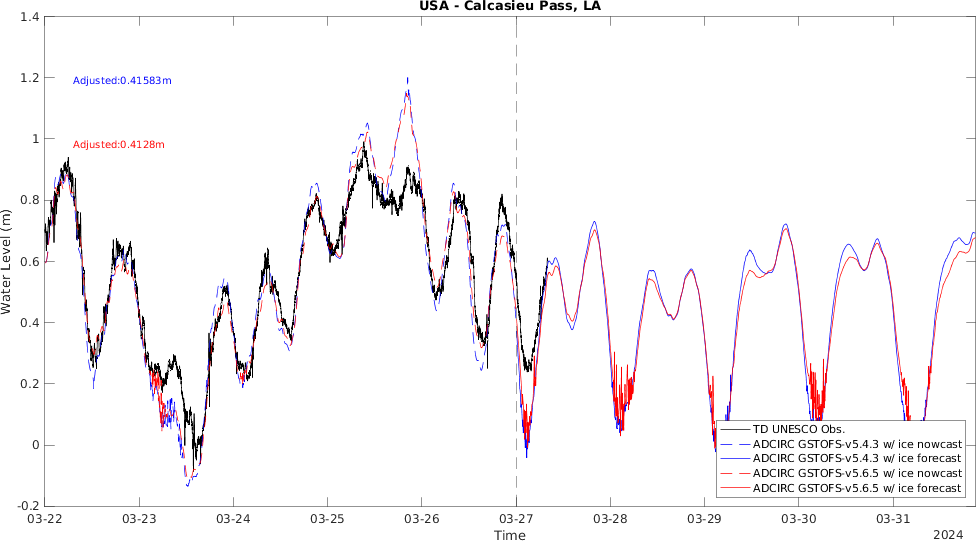 USA - Calcasieu Pass, LA
1.4
1.2
1
0.8
0.6
0.4
0.2
0
-0.2
Water Level (m)
Adjusted:0.41583m
Adjusted:0.4128m
TD UNESCO Obs.
ADCIRC GSTOFS-v5.4.3 w/ ice nowcast
ADCIRC GSTOFS-v5.4.3 w/ ice forecast
ADCIRC GSTOFS-v5.6.5 w/ ice nowcast
ADCIRC GSTOFS-v5.6.5 w/ ice forecast
03-22 03-23 03-24 03-25 03-26 03-27 03-28 03-29 03-30 03-31
Time
2024